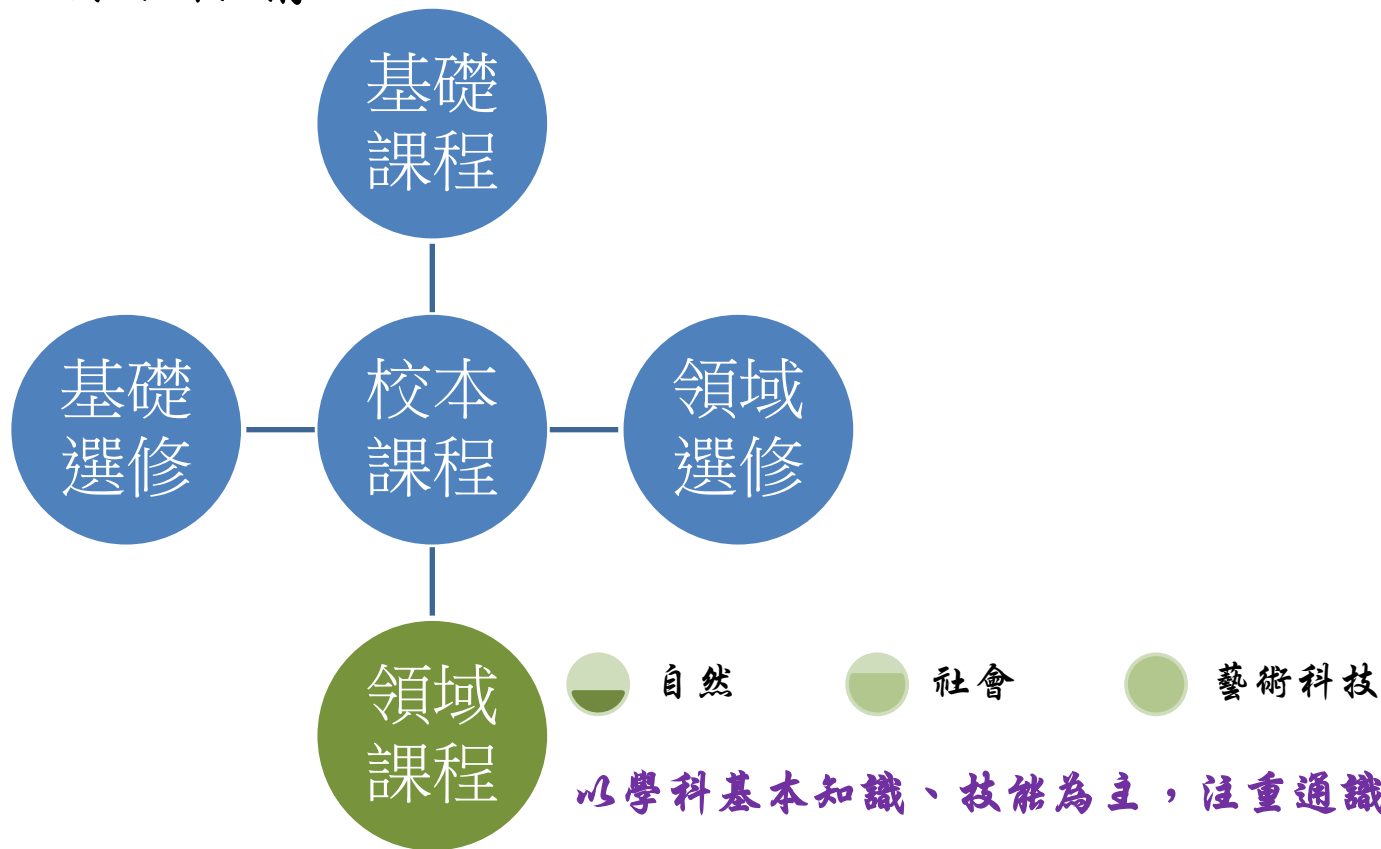 基礎
課程
基礎
選修
校本
課程
領域
選修
領域
課程
自然
社會
藝術科技
以學科基本知識、技能為主，注重通識